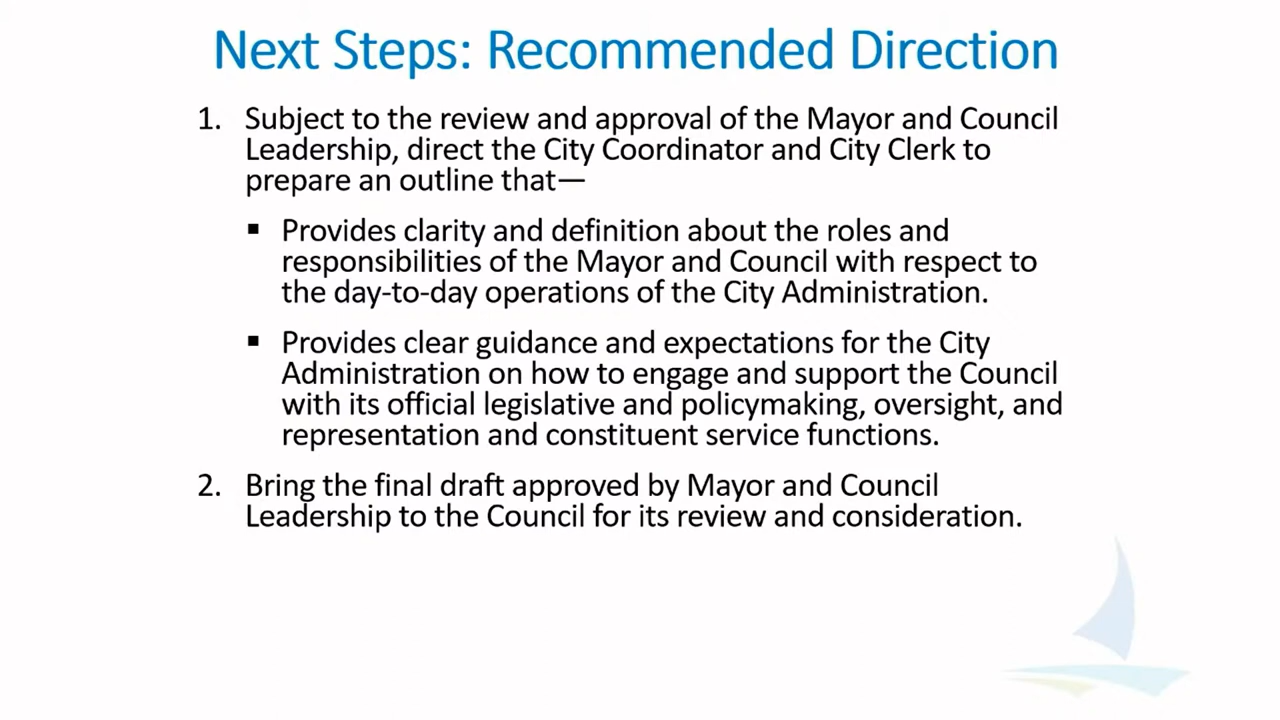 Next Steps: Recommended Direction
1. Subject to the review and approval of the Mayor and Council
Leadership, direct the City Coordinator and City Clerk to
prepare an outline that—
▪ Provides clarity and definition about the roles and
responsibilities of the Mayor and Council with respect to
the day-to-day operations of the City Administration.
▪ Provides clear guidance and expectations for the City
Administration on how to engage and support the Council
with its official legislative and policymaking, oversight, and
representation and constituent service functions.
2. Bring the final draft approved by Mayor and Council
Leadership to the Council for its review and consideration.